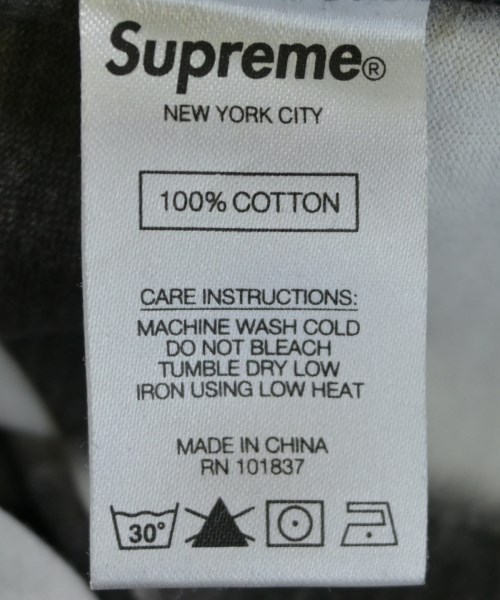 Supreme®
NEW YORK CITY
100% COTTON
CARE INSTRUCTIONS:
MACHINE WASH COLD
DO NOT BLEACH
TUMBLE DRY LOW
IRON USING LOW HEAT
MADE IN CHINA
RN 101837
30°